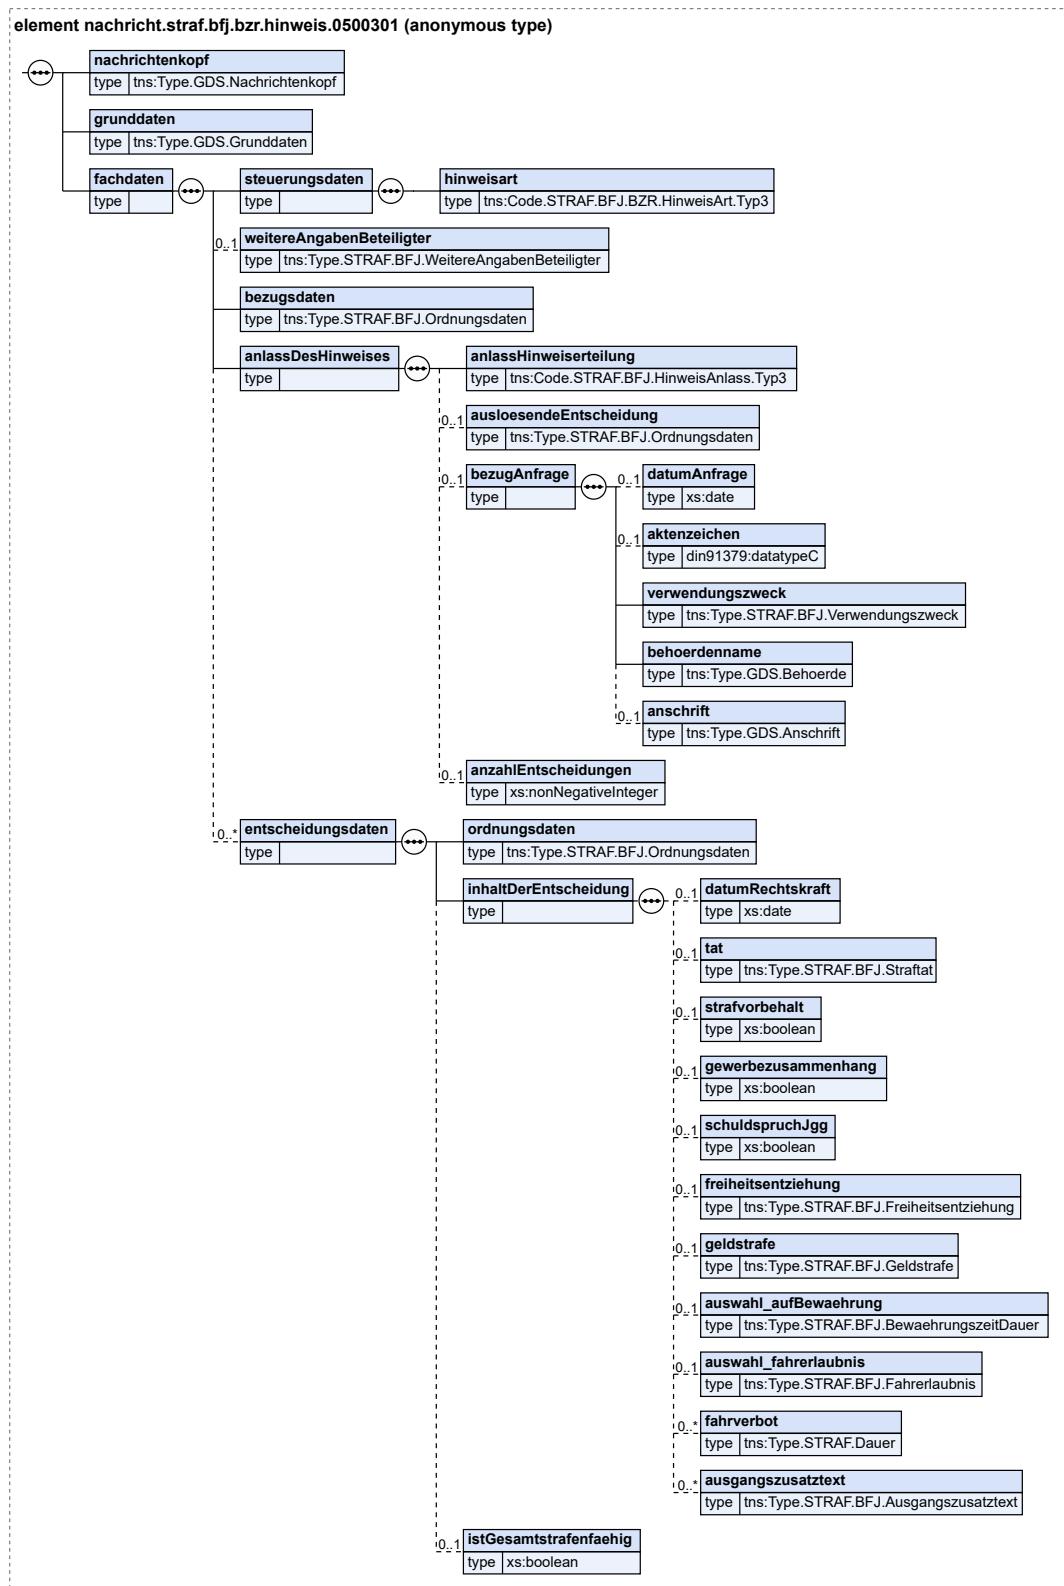 element nachricht.straf.bfj.bzr.hinweis.0500301 (anonymous type)
nachrichtenkopf
type tns:Type.GDS.Nachrichtenkopf
grunddaten
type tns:Type.GDS.Grunddaten
fachdaten
type
steuerungsdaten
type
hinweisart
type tns:Code.STRAF.BFJ.BZR.HinweisArt.Typ3
0..1
weitereAngabenBeteiligter
type tns:Type.STRAF.BFJ.WeitereAngabenBeteiligter
bezugsdaten
type tns:Type.STRAF.BFJ.Ordnungsdaten
anlassDesHinweises
type
anlassHinweiserteilung
type tns:Code.STRAF.BFJ.HinweisAnlass.Typ3
0..1
ausloesendeEntscheidung
type tns:Type.STRAF.BFJ.Ordnungsdaten
0..1
bezugAnfrage
type
0..1
datumAnfrage
type xs:date
0..1
aktenzeichen
type din91379:datatypeC
verwendungszweck
type tns:Type.STRAF.BFJ.Verwendungszweck
behoerdenname
type tns:Type.GDS.Behoerde
0..1
anschrift
type tns:Type.GDS.Anschrift
0..1
anzahlEntscheidungen
type xs:nonNegativeInteger
0..*
entscheidungsdaten
type
ordnungsdaten
type tns:Type.STRAF.BFJ.Ordnungsdaten
inhaltDerEntscheidung
type
0..1
datumRechtskraft
type xs:date
0..1
tat
type tns:Type.STRAF.BFJ.Straftat
0..1
strafvorbehalt
type xs:boolean
0..1
gewerbezusammenhang
type xs:boolean
0..1
schuldspruchJgg
type xs:boolean
0..1
freiheitsentziehung
type tns:Type.STRAF.BFJ.Freiheitsentziehung
0..1
geldstrafe
type tns:Type.STRAF.BFJ.Geldstrafe
0..1
auswahl_aufBewaehrung
type tns:Type.STRAF.BFJ.BewaehrungszeitDauer
0..1
auswahl_fahrerlaubnis
type tns:Type.STRAF.BFJ.Fahrerlaubnis
0..*
fahrverbot
type tns:Type.STRAF.Dauer
0..*
ausgangszusatztext
type tns:Type.STRAF.BFJ.Ausgangszusatztext
0..1
istGesamtstrafenfaehig
type xs:boolean